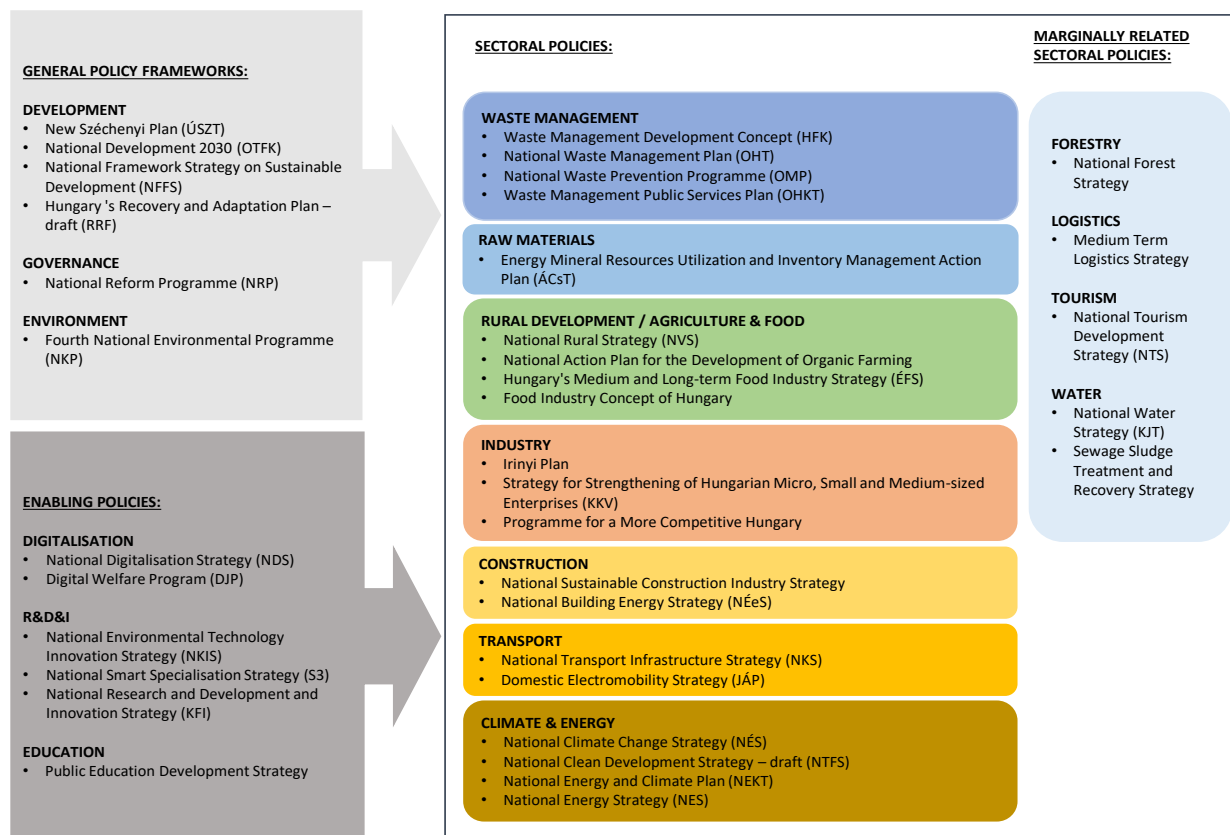 GENERAL POLICY FRAMEWORKS:
DEVELOPMENT
• New Széchenyi Plan (ÚSZT)
• National Development 2030 (OTFK)
• National Framework Strategy on Sustainable
Development (NFFS)
• Hungary 's Recovery and Adaptation Plan –
draft (RRF)
GOVERNANCE
• National Reform Programme (NRP)
ENVIRONMENT
• Fourth National Environmental Programme
(NKP)
ENABLING POLICIES:
DIGITALISATION
• National Digitalisation Strategy (NDS)
• Digital Welfare Program (DJP)
R&D&I
• National Environmental Technology
Innovation Strategy (NKIS)
• National Smart Specialisation Strategy (S3)
• National Research and Development and
Innovation Strategy (KFI)
EDUCATION
• Public Education Development Strategy
SECTORAL POLICIES:
WASTE MANAGEMENT
• Waste Management Development Concept (HFK)
• National Waste Management Plan (OHT)
• National Waste Prevention Programme (OMP)
• Waste Management Public Services Plan (OHKT)
RAW MATERIALS
• Energy Mineral Resources Utilization and Inventory Management Action
Plan (ÁCsT)
RURAL DEVELOPMENT / AGRICULTURE & FOOD
• National Rural Strategy (NVS)
• National Action Plan for the Development of Organic Farming
• Hungary's Medium and Long-term Food Industry Strategy (ÉFS)
• Food Industry Concept of Hungary
INDUSTRY
• Irinyi Plan
• Strategy for Strengthening of Hungarian Micro, Small and Medium-sized
Enterprises (KKV)
• Programme for a More Competitive Hungary
CONSTRUCTION
• National Sustainable Construction Industry Strategy
• National Building Energy Strategy (NÉeS)
TRANSPORT
• National Transport Infrastructure Strategy (NKS)
• Domestic Electromobility Strategy (JÁP)
CLIMATE & ENERGY
• National Climate Change Strategy (NÉS)
• National Clean Development Strategy – draft (NTFS)
• National Energy and Climate Plan (NEKT)
• National Energy Strategy (NES)
MARGINALLY RELATED
SECTORAL POLICIES:
FORESTRY
• National Forest
Strategy
LOGISTICS
• Medium Term
Logistics Strategy
TOURISM
• National Tourism
Development
Strategy (NTS)
WATER
• National Water
Strategy (KJT)
• Sewage Sludge
Treatment and
Recovery Strategy